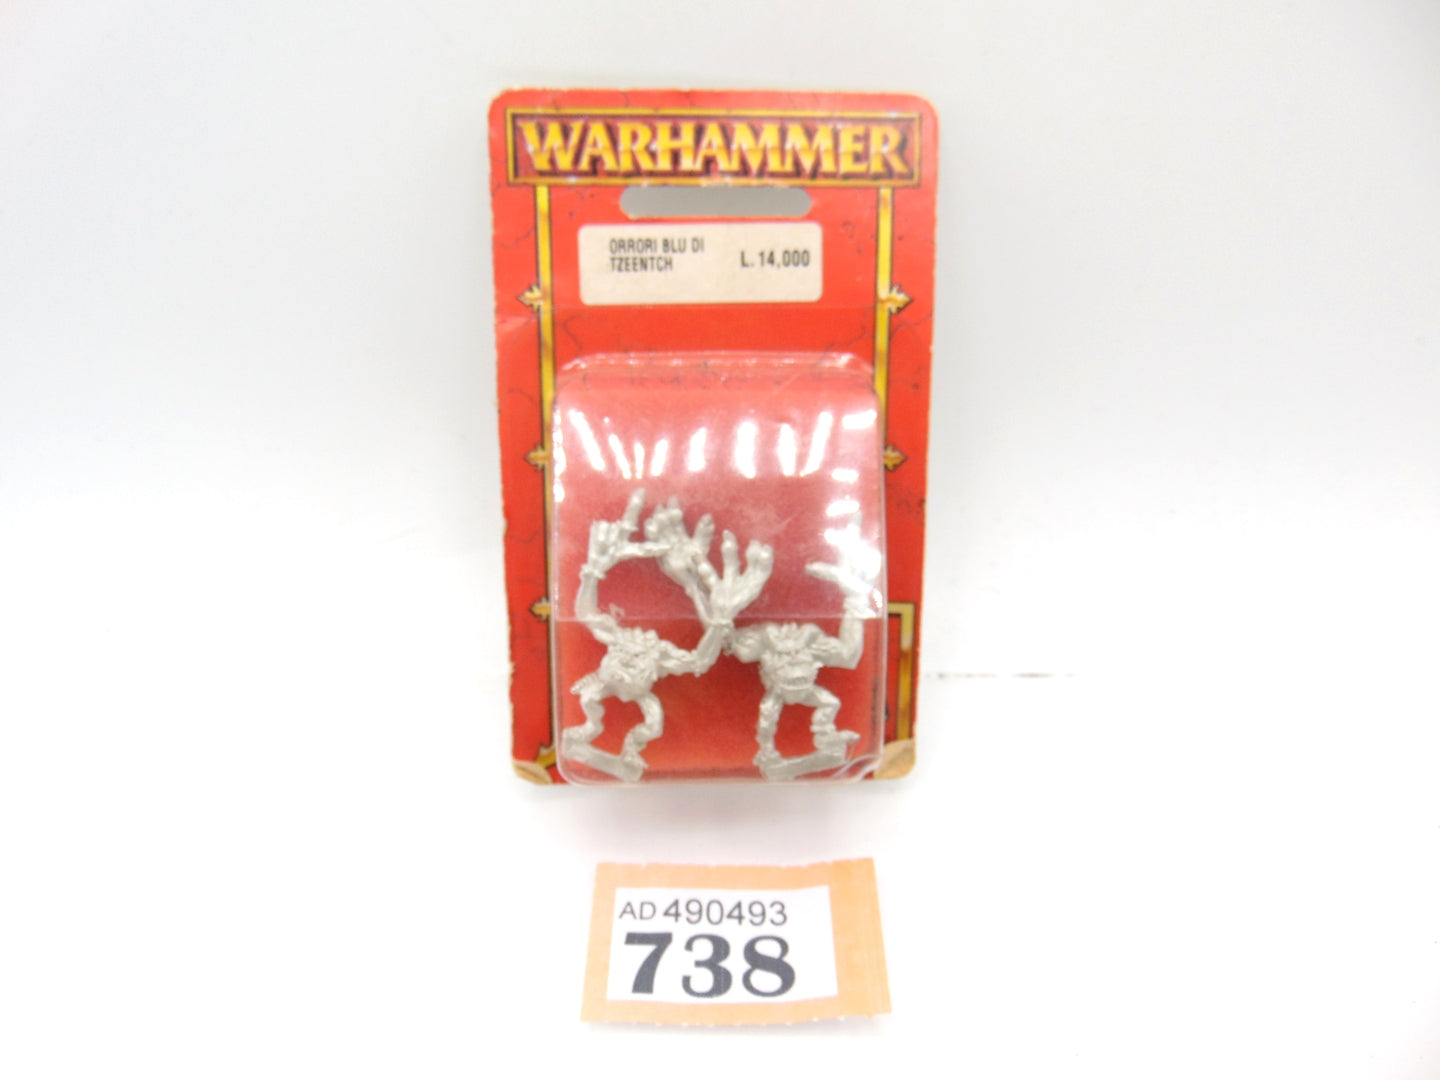 WARHAMMER
ORRORI BLU DI
TZEENTCH
L. 14,000
AD 490493
738